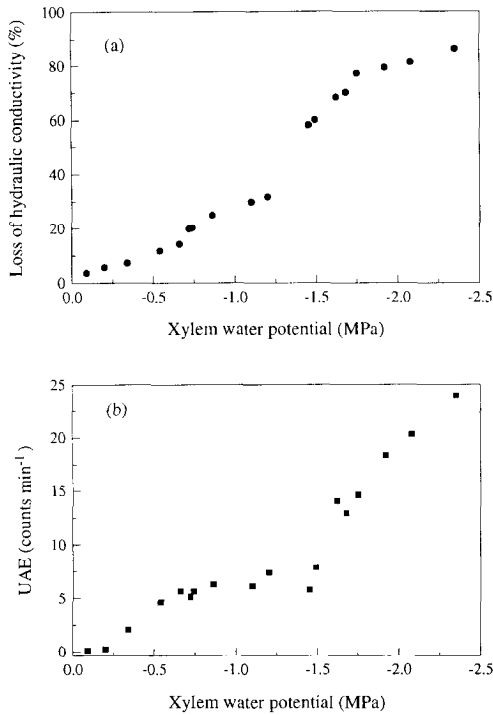 (a)
Loss of hydraulic conductivity (%)
100
80
60
40
20
0
0.0 -0.5 -1.0 -1.5 -2.0 -2.5
Xylem water potential (MPa)
(b)
UAE (counts min⁻¹)
25
20
15
10
5
0
0.0 -0.5 -1.0 -1.5 -2.0 -2.5
Xylem water potential (MPa)